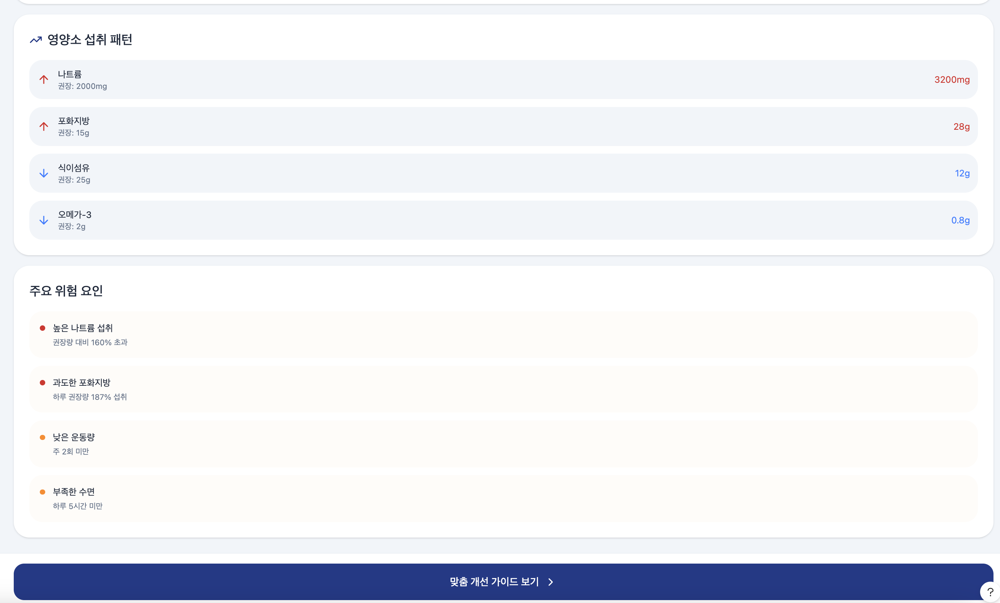 영양소 섭취 패턴
나트륨
권장: 2000mg
3200mg
포화지방
권장: 15g
28g
식이섬유
권장: 25g
12g
오메가-3
권장: 2g
0.8g
주요 위험 요인
높은 나트륨 섭취
권장량 대비 160% 초과
과도한 포화지방
하루 권장량 187% 섭취
낮은 운동량
주 2회 미만
부족한 수면
하루 5시간 미만
맞춤 개선 가이드 보기
?